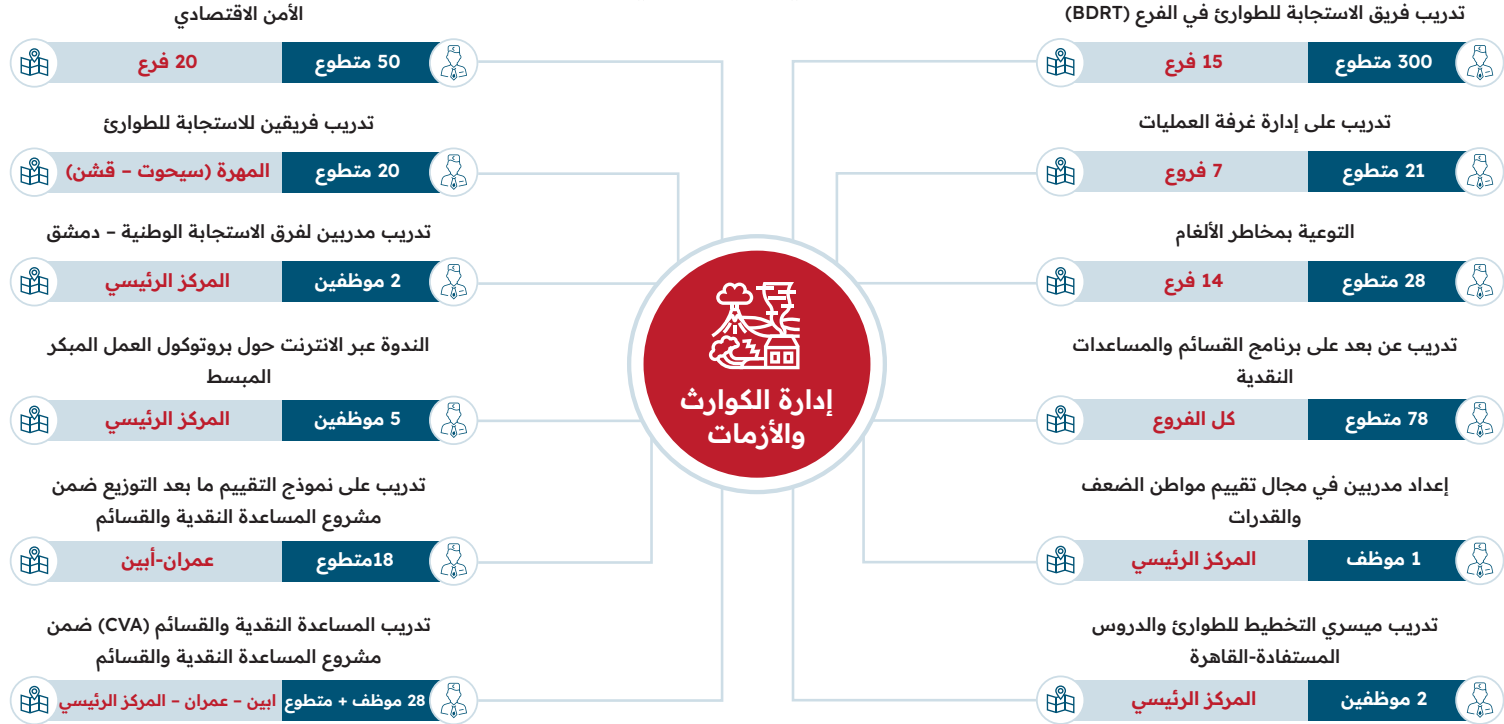 تدريب فريق الاستجابة للطوارئ في الفرع (BDRT)
300 متطوع
15 فرع
تدريب على إدارة غرفة العمليات
21 متطوع
7 فروع
التوعية بمخاطر الألغام
28 متطوع
14 فرع
تدريب عن بعد على برنامج القسائم والمساعدات
النقدية
78 متطوع
كل الفروع
إعداد مدربين في مجال تقييم مواطن الضعف
والقدرات
1 موظف
المركز الرئيسي
تدريب ميسري التخطيط للطوارئ والدروس
المستفادة-القاهرة
2 موظفين
المركز الرئيسي
إدارة الكوارث
والأزمات
الأمن الاقتصادي
50 متطوع
20 فرع
تدريب فريقين للاستجابة للطوارئ
20 متطوع
المهرة (سيحوت – قشن)
تدريب مدربين لفرق الاستجابة الوطنية – دمشق
2 موظفين
المركز الرئيسي
الندوة عبر الانترنت حول بروتوكول العمل المبكر
المبسط
5 موظفين
المركز الرئيسي
تدريب على نموذج التقييم ما بعد التوزيع ضمن
مشروع المساعدة النقدية والقسائم
18متطوع
عمران-أبين
تدريب المساعدة النقدية والقسائم (CVA) ضمن
مشروع المساعدة النقدية والقسائم
28 موظف + متطوع
ابين – عمران – المركز الرئيسي